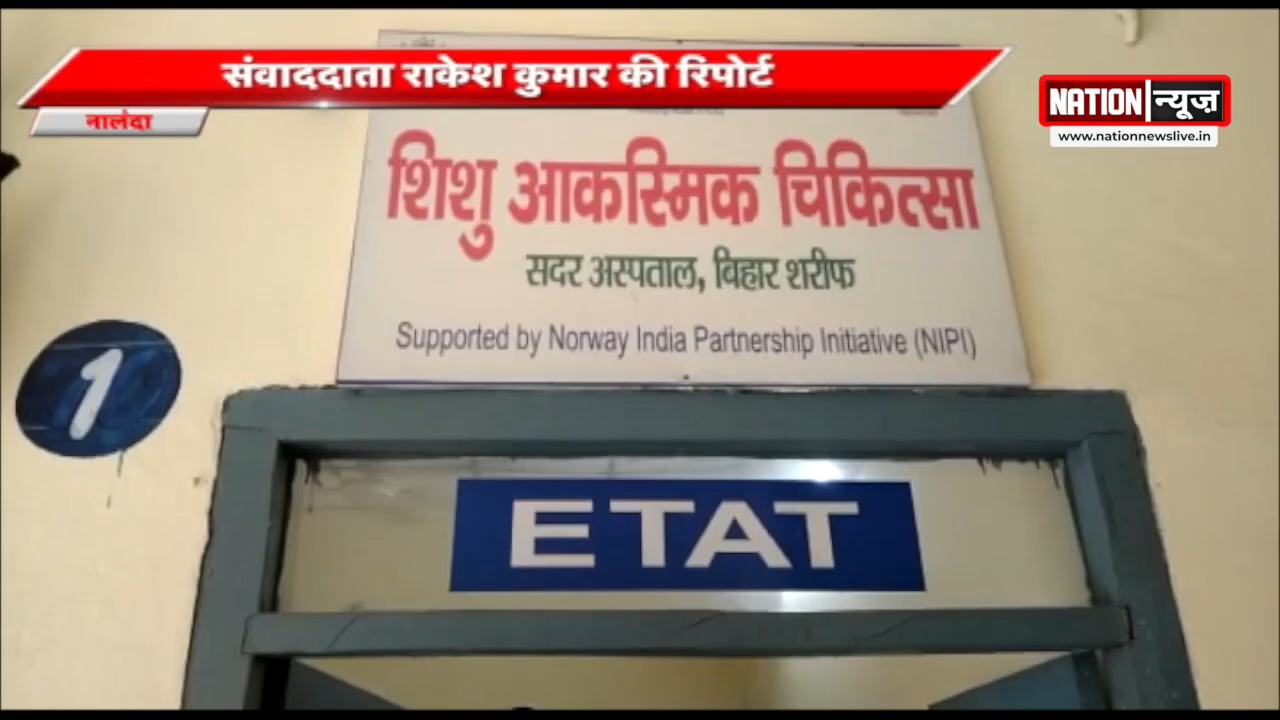 संवाददाता राकेश कुमार की रिपोर्ट
नालंदा
NATION न्यूज़
www.nationnewslive.in
शिशु आकस्मिक चिकित्सा
सदर अस्पताल, बिहार शरीफ
Supported by Norway India Partnership Initiative (NIPI)
1
ETAT